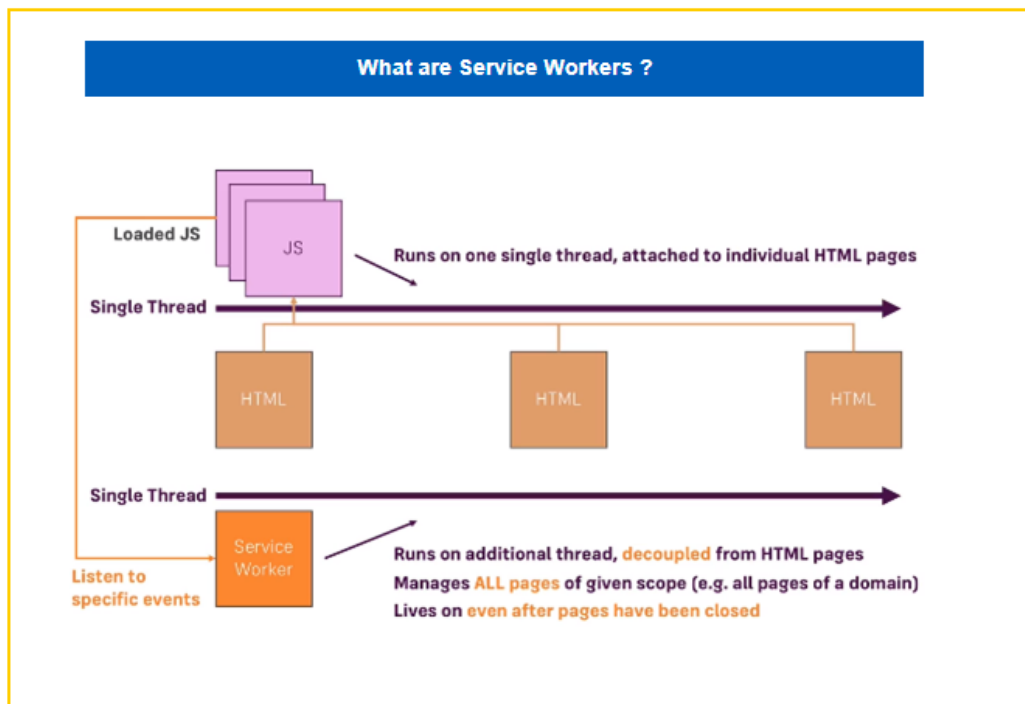 What are Service Workers ?
Loaded JS
JS
Runs on one single thread, attached to individual HTML pages
Single Thread
HTML
HTML
HTML
Single Thread
Service
Worker
Runs on additional thread, decoupled from HTML pages
Manages ALL pages of given scope (e.g. all pages of a domain)
Lives on even after pages have been closed
Listen to
specific events